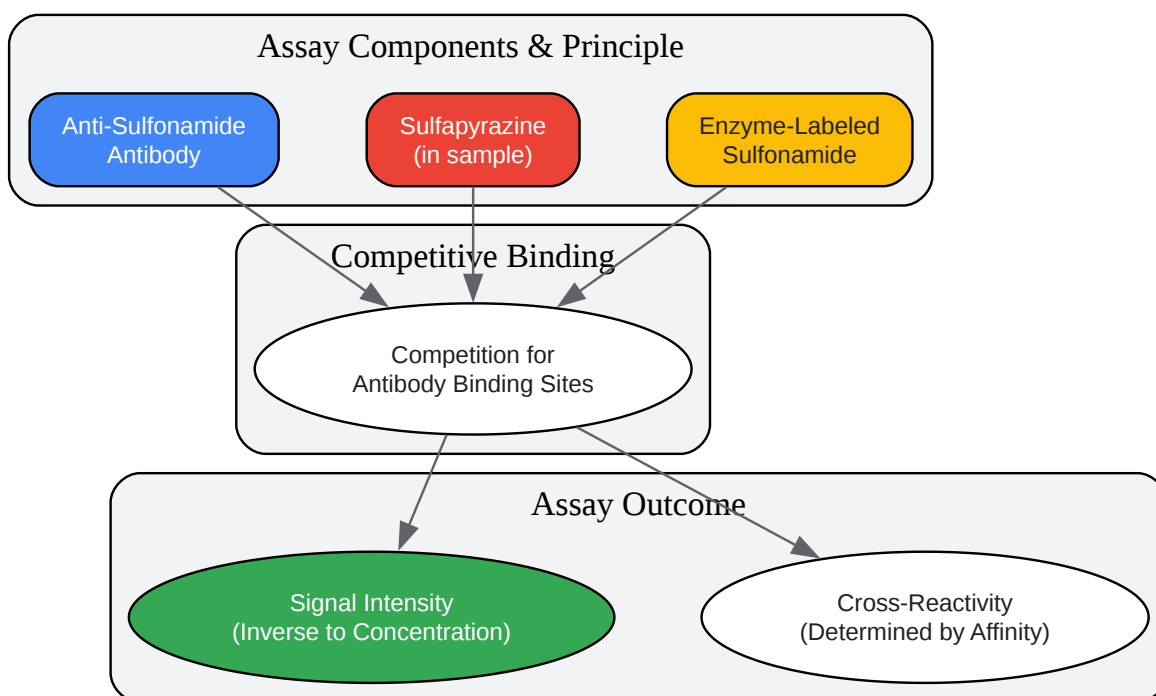 Assay Components & Principle
Anti-Sulfonamide
Antibody
Sulfapyrazine
(in sample)
Enzyme-Labeled
Sulfonamide
Competitive Binding
Competition for
Antibody Binding Sites
Assay Outcome
Signal Intensity
(Inverse to Concentration)
Cross-Reactivity
(Determined by Affinity)